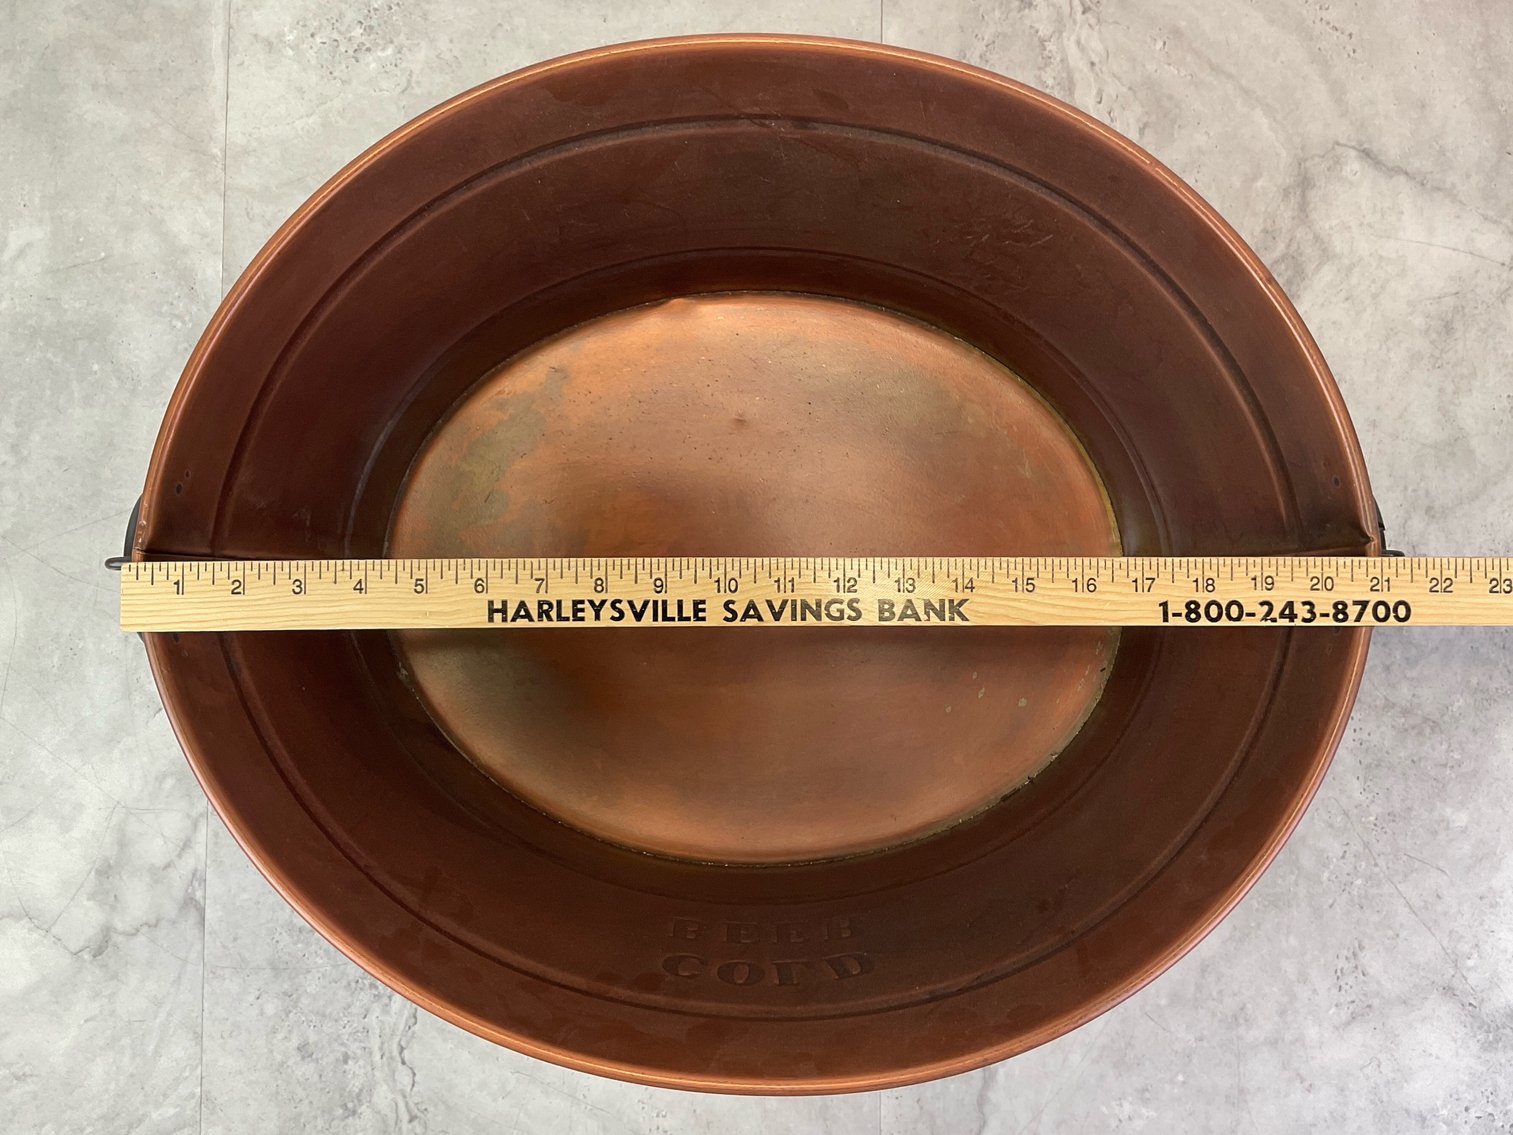 1 2 3 4 5 6 7 8 9 10 11 12 13 14 15 16 17 18 19 20 21 22 23
HARLEYSVILLE SAVINGS BANK 1-800-243-8700
BEER
COLD